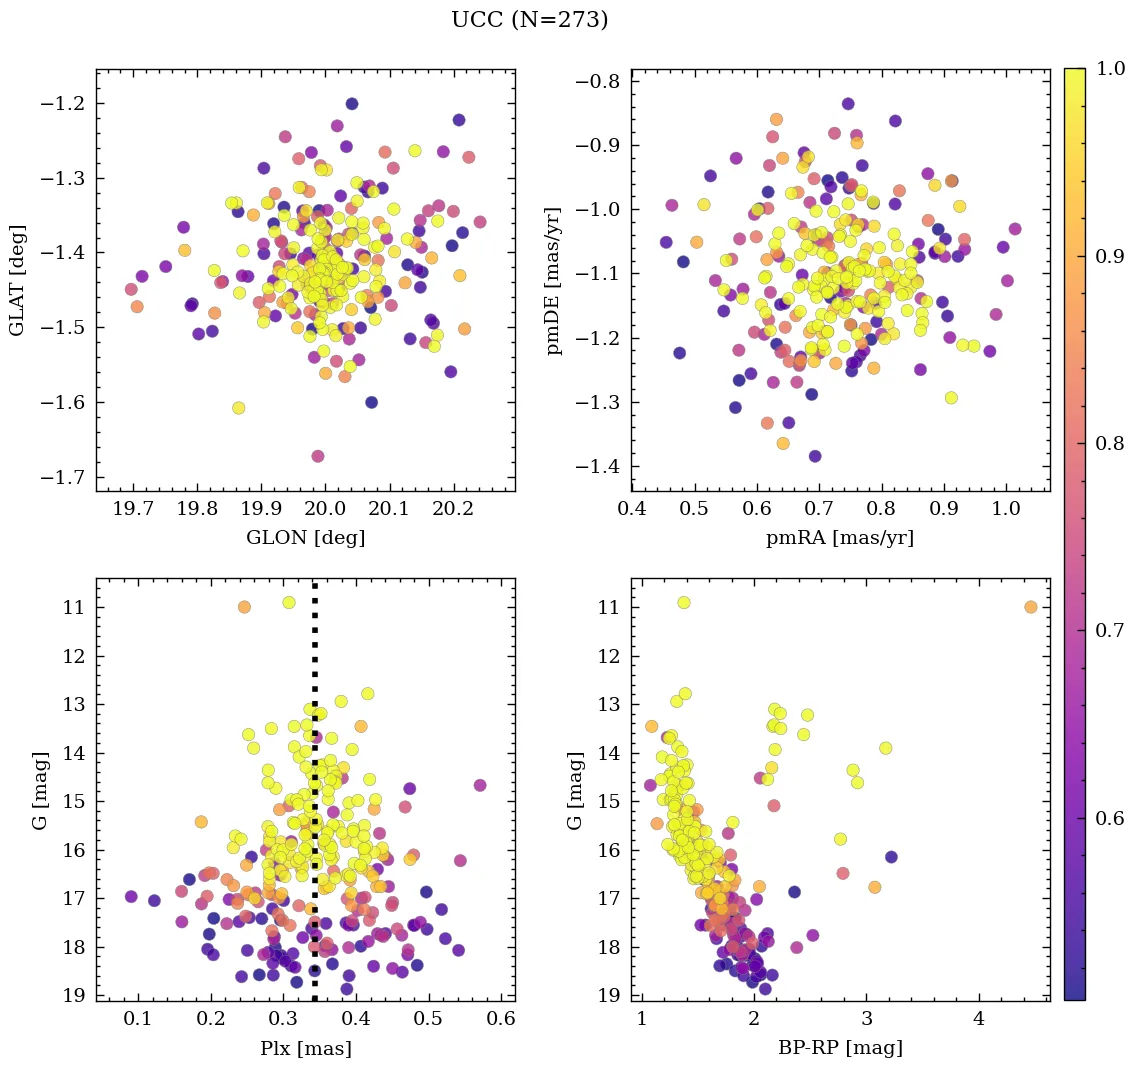 UCC (N=273)
−1.2
−1.3
−1.4
−1.5
−1.6
−1.7
GLAT [deg]
19.7 19.8 19.9 20.0 20.1 20.2
GLON [deg]
−0.8
−0.9
−1.0
−1.1
−1.2
−1.3
−1.4
pmDE [mas/yr]
0.4 0.5 0.6 0.7 0.8 0.9 1.0
pmRA [mas/yr]
11
12
13
14
15
16
17
18
19
G [mag]
0.1 0.2 0.3 0.4 0.5 0.6
Plx [mas]
11
12
13
14
15
16
17
18
19
G [mag]
1 2 3 4
BP-RP [mag]
1.0
0.9
0.8
0.7
0.6